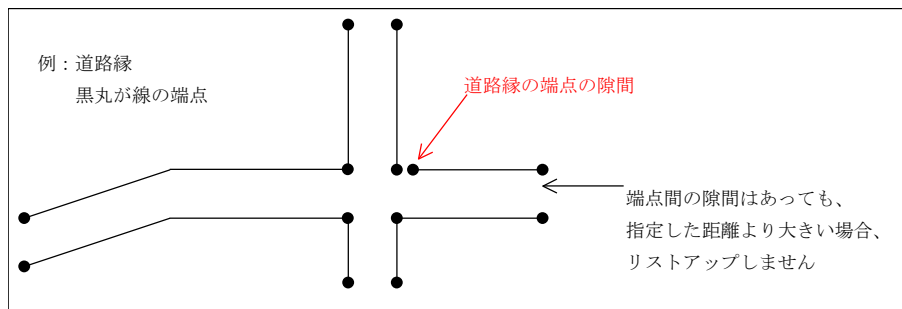 例：道路縁
黒丸が線の端点
道路縁の端点の隙間
端点間の隙間はあっても、
指定した距離より大きい場合、
リストアップしません